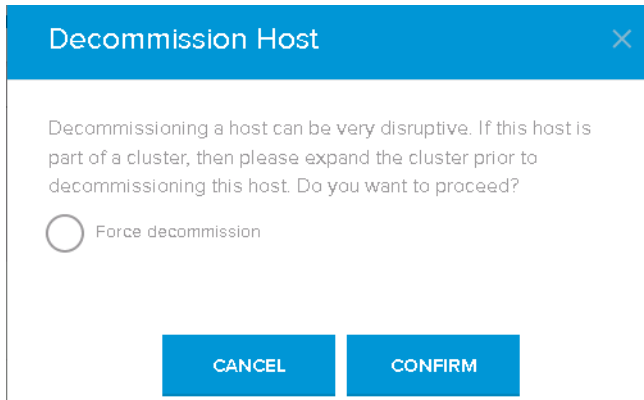 Decommission Host
Decommissioning a host can be very disruptive. If this host is
part of a cluster, then please expand the cluster prior to
decommissioning this host. Do you want to proceed?
Force decommission
CANCEL
CONFIRM